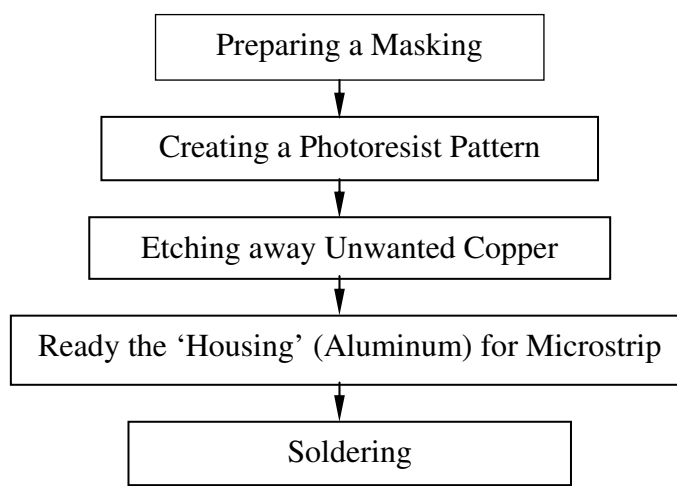 Preparing a Masking
Creating a Photoresist Pattern
Etching away Unwanted Copper
Ready the ‘Housing’ (Aluminum) for Microstrip
Soldering